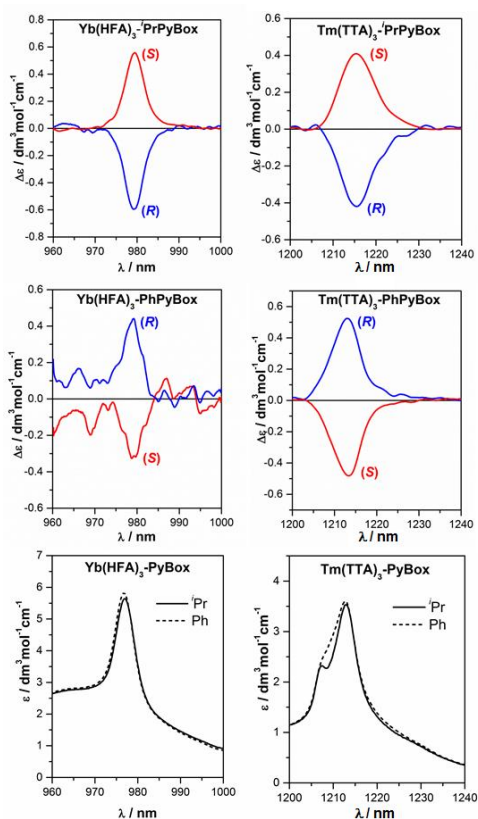 Yb(HFA)₃-ⁱPrPyBox
(S)
(R)
Δε / dm³mol⁻¹cm⁻¹
0.8
0.6
0.4
0.2
0.0
-0.2
-0.4
-0.6
-0.8
960 970 980 990 1000
λ / nm
Tm(TTA)₃-ⁱPrPyBox
(S)
(R)
Δε / dm³mol⁻¹cm⁻¹
0.6
0.4
0.2
0.0
-0.2
-0.4
-0.6
1200 1210 1220 1230 1240
λ / nm
Yb(HFA)₃-PhPyBox
(R)
(S)
Δε / dm³mol⁻¹cm⁻¹
0.6
0.4
0.2
0.0
-0.2
-0.4
-0.6
960 970 980 990 1000
λ / nm
Tm(TTA)₃-PhPyBox
(R)
(S)
Δε / dm³mol⁻¹cm⁻¹
0.6
0.4
0.2
0.0
-0.2
-0.4
-0.6
1200 1210 1220 1230 1240
λ / nm
Yb(HFA)₃-PyBox
ⁱPr
Ph
ε / dm³mol⁻¹cm⁻¹
7
6
5
4
3
2
1
0
960 970 980 990 1000
λ / nm
Tm(TTA)₃-PyBox
ⁱPr
Ph
ε / dm³mol⁻¹cm⁻¹
4
3
2
1
0
1200 1210 1220 1230 1240
λ / nm